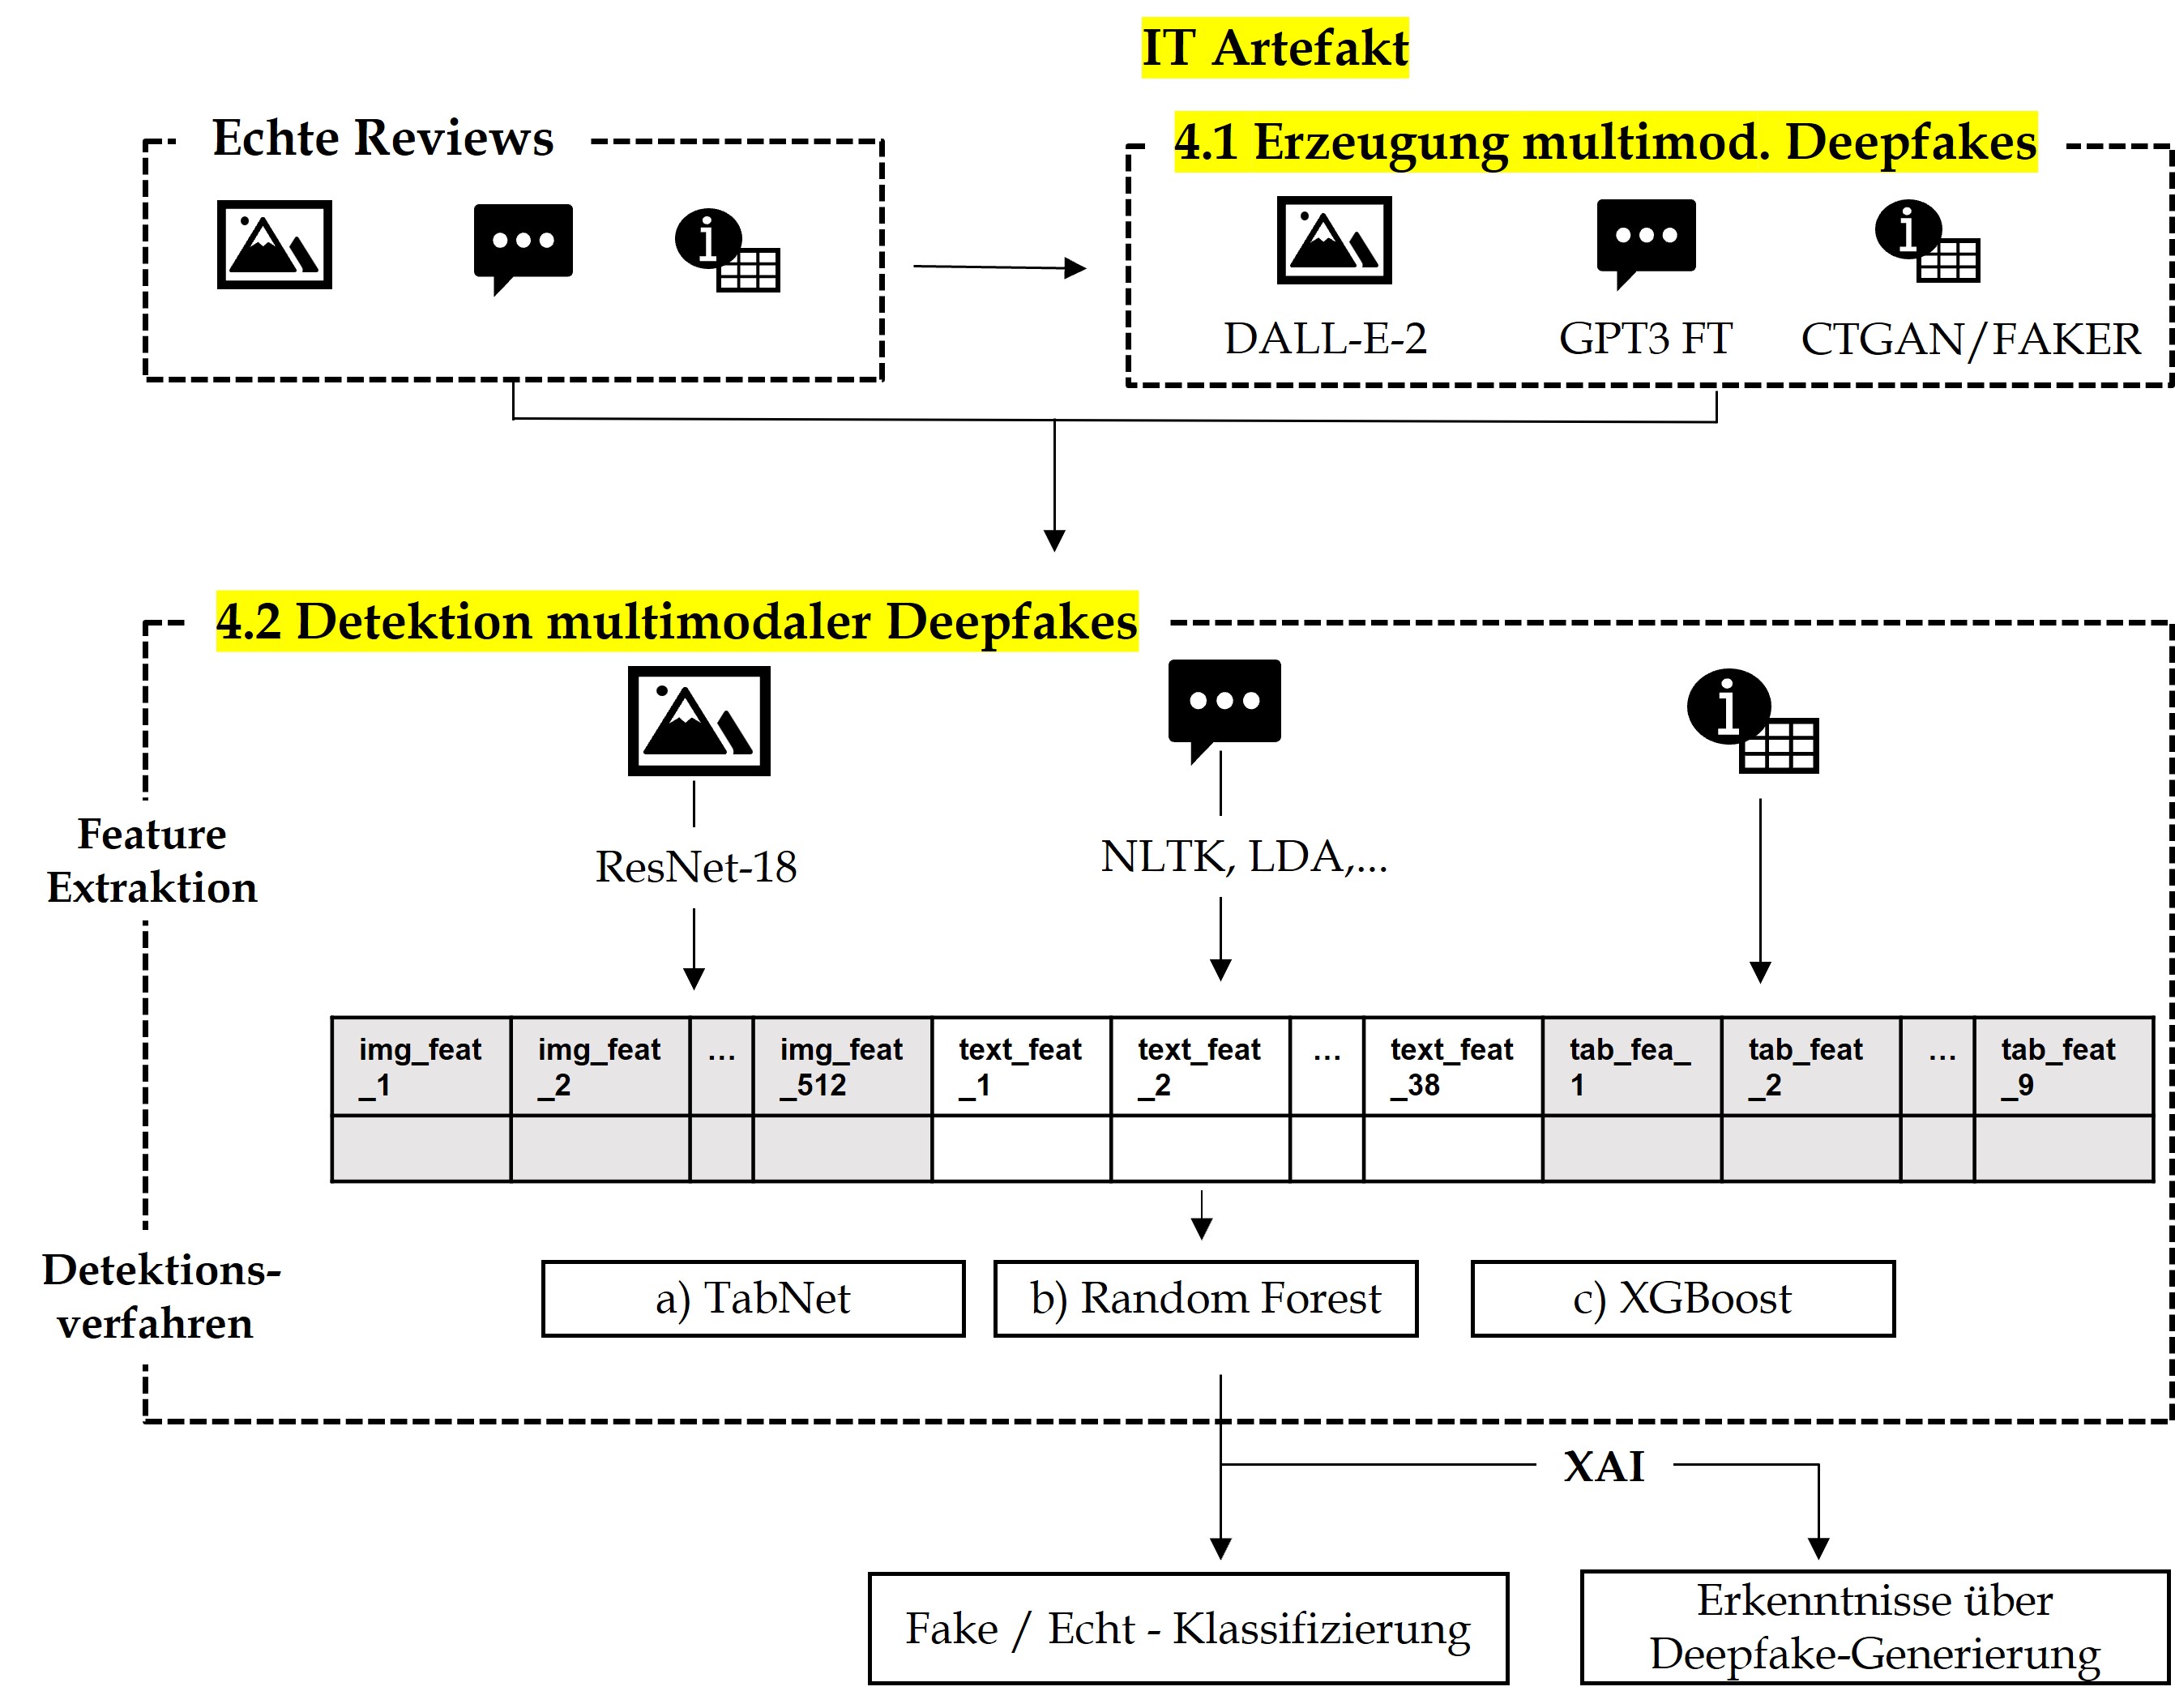 IT Artefakt
Echte Reviews
4.1 Erzeugung multimod. Deepfakes
DALL-E-2
GPT3 FT
CTGAN/FAKER
4.2 Detektion multimodaler Deepfakes
Feature
Extraktion
ResNet-18
NLTK, LDA,...
img_feat
_1
img_feat
_2
...
img_feat
_512
text_feat
_1
text_feat
_2
...
text_feat
_38
tab_fea_
1
tab_feat
_2
...
tab_feat
_9
Detektions-
verfahren
a) TabNet
b) Random Forest
c) XGBoost
XAI
Fake / Echt - Klassifizierung
Erkenntnisse über
Deepfake-Generierung